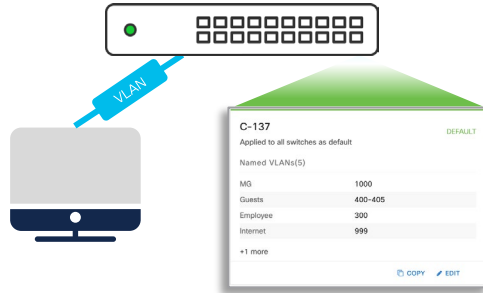 VLAN
C-137
DEFAULT
Applied to all switches as default
Named VLANs(5)
MG 1000
Guests 400-405
Employee 300
Internet 999
+1 more
COPY EDIT